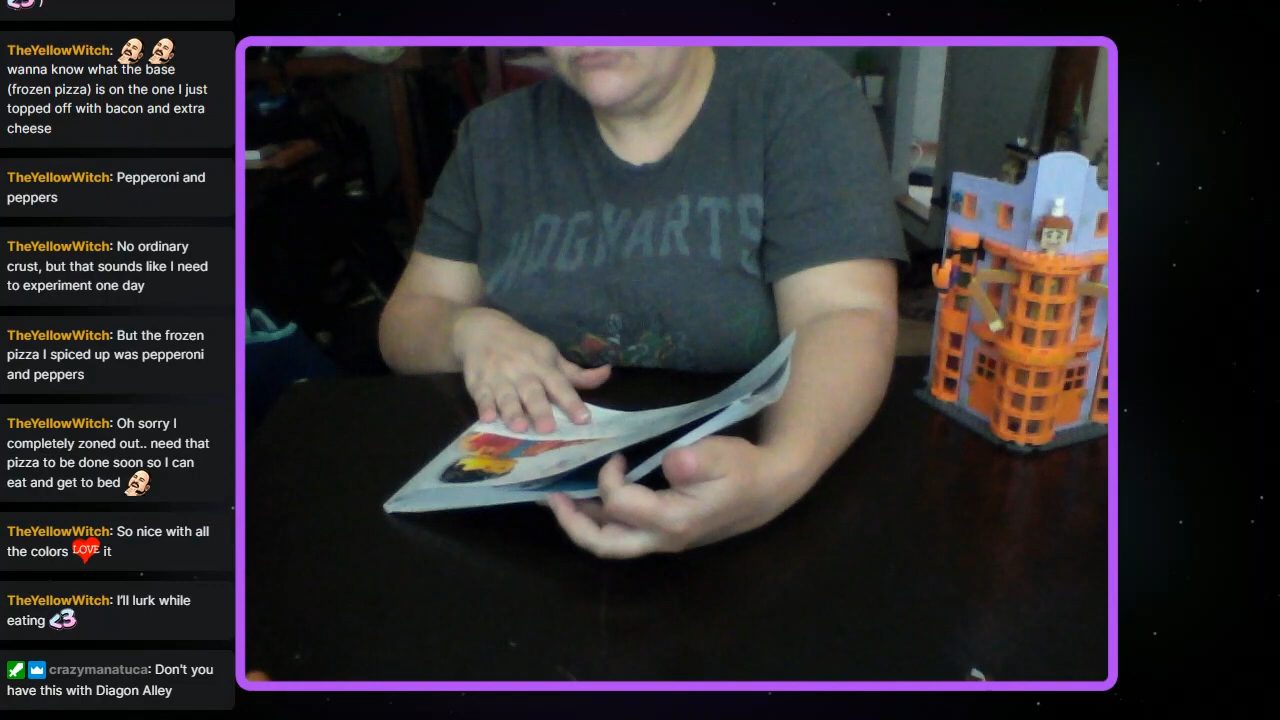 TheYellowWitch:
wanna know what the base
(frozen pizza) is on the one I just
topped off with bacon and extra
cheese
TheYellowWitch: Pepperoni and
peppers
TheYellowWitch: No ordinary
crust, but that sounds like I need
to experiment one day
TheYellowWitch: But the frozen
pizza I spiced up was pepperoni
and peppers
TheYellowWitch: Oh sorry I
completely zoned out.. need that
pizza to be done soon so I can
eat and get to bed
TheYellowWitch: So nice with all
the colors LOVE it
TheYellowWitch: I'll lurk while
eating <3
crazymanatuca: Don't you
have this with Diagon Alley
HOGWARTS